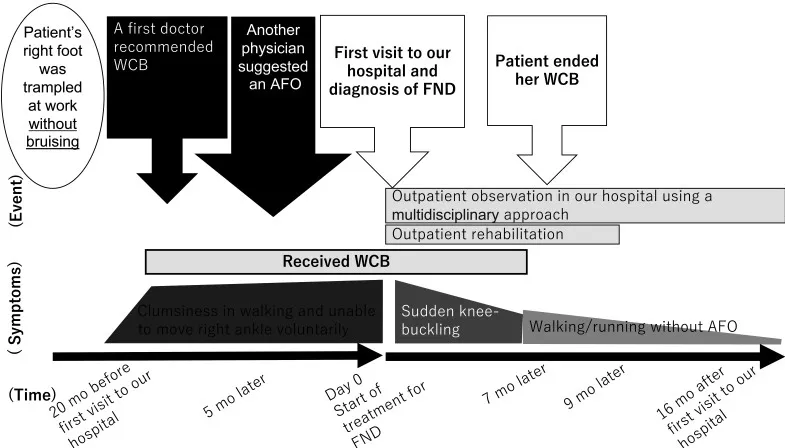 Patient's
right foot
was
trampled
at work
without
bruising
A first doctor
recommended
WCB
Another
physician
suggested
an AFO
First visit to our
hospital and
diagnosis of FND
Patient ended
her WCB
(Event)
Outpatient observation in our hospital using a
multidisciplinary approach
Outpatient rehabilitation
Received WCB
( Symptoms)
Clumsiness in walking and unable
to move right ankle voluntarily
Sudden knee-
buckling
Walking/running without AFO
(Time)
20 mo before
first visit to our
hospital
5 mo later
Day 0
Start of
treatment for
FND
7 mo later
9 mo later
16 mo after
first visit to our
hospital